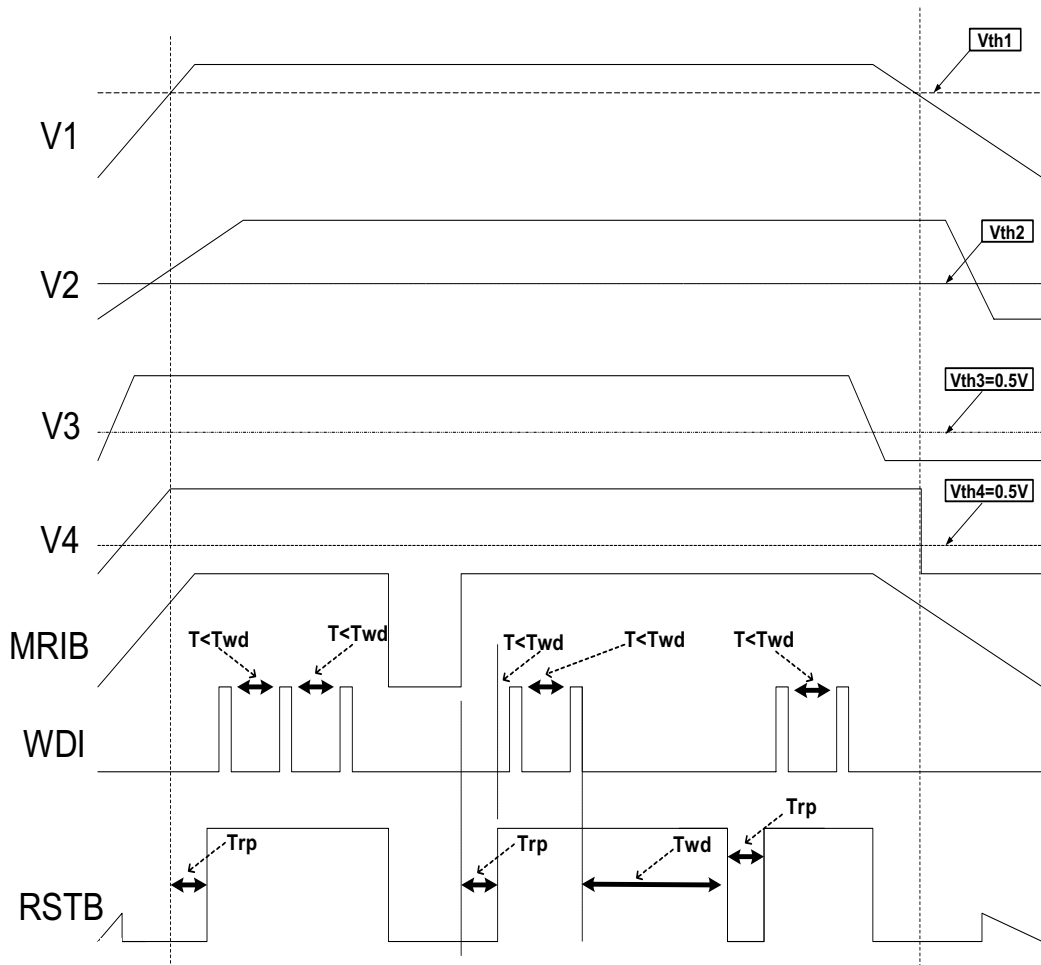 Vth1
V1
Vth2
V2
Vth3=0.5V
V3
Vth4=0.5V
V4
MRIB
T<Twd
T<Twd
T<Twd
T<Twd
T<Twd
WDI
Trp
Trp
Twd
Trp
RSTB